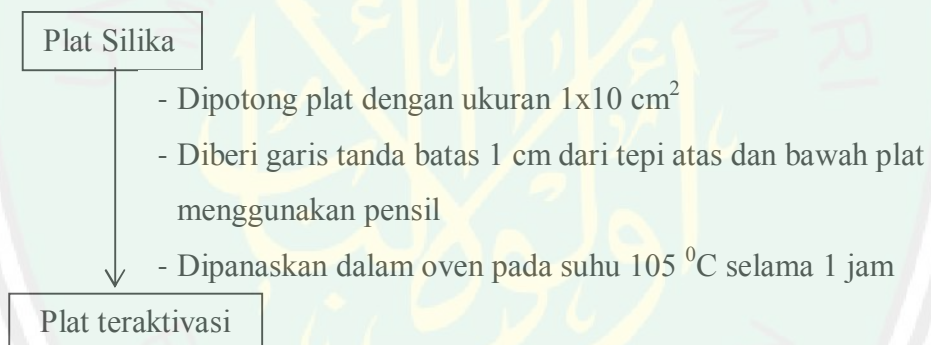 Plat Silika
- Dipotong plat dengan ukuran 1x10 cm²
- Diberi garis tanda batas 1 cm dari tepi atas dan bawah plat
menggunakan pensil
- Dipanaskan dalam oven pada suhu 105 ⁰C selama 1 jam
Plat teraktivasi